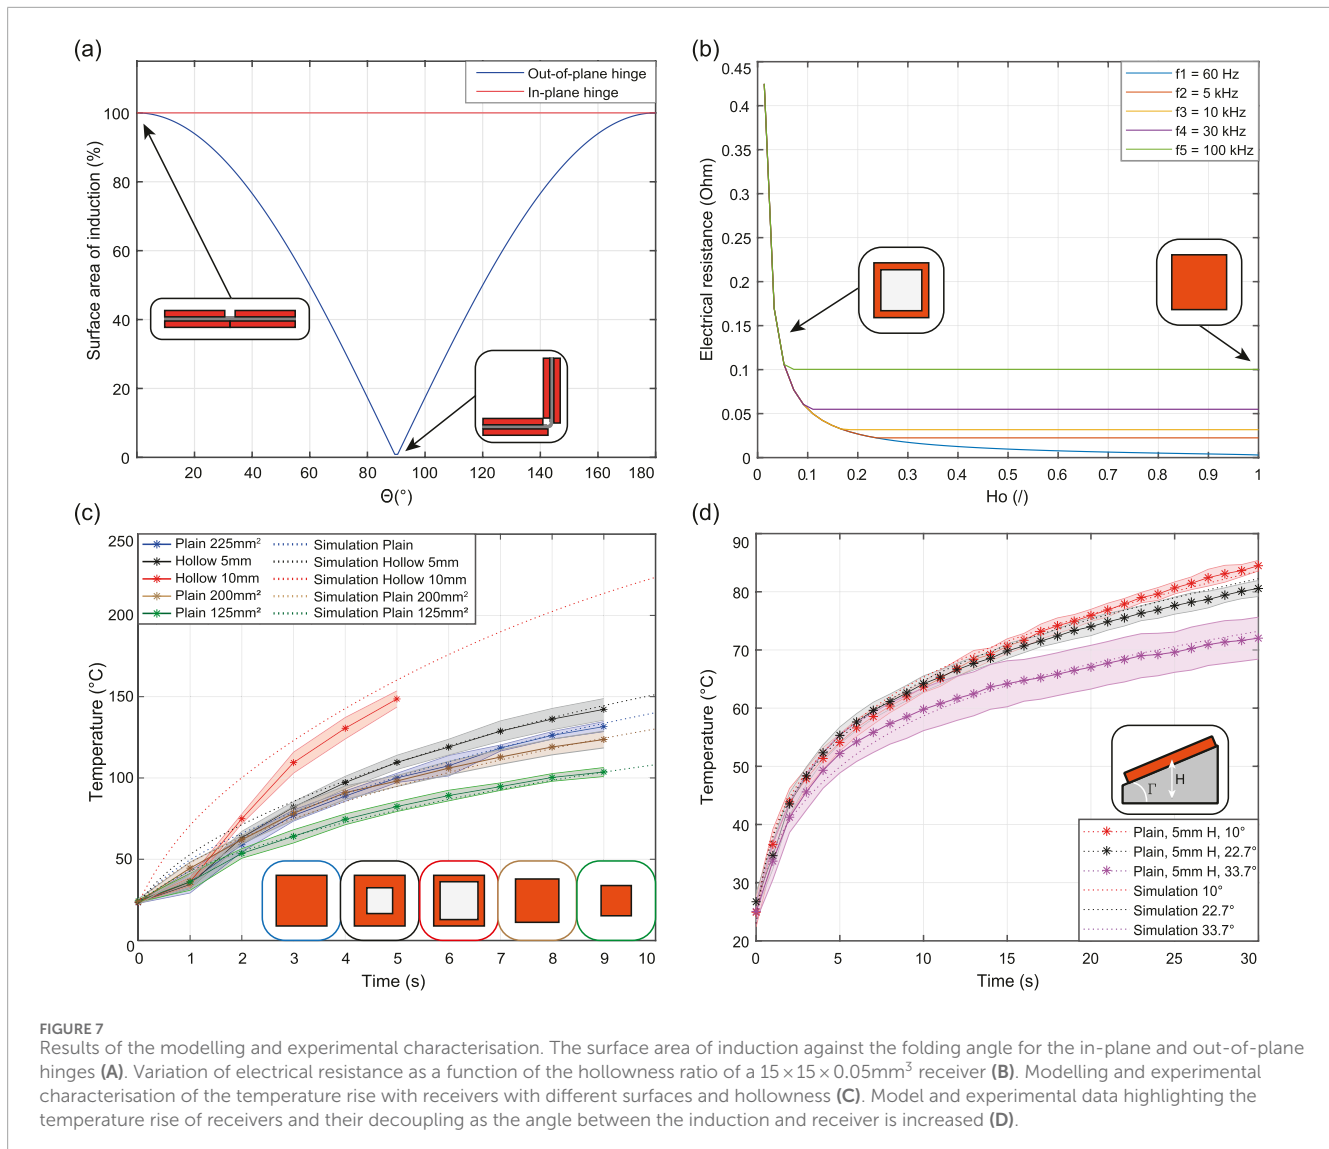 (a)
Out-of-plane hinge
In-plane hinge
Surface area of induction (%)
100
80
60
40
20
0
20 40 60 80 100 120 140 160 180
Θ(°)
(b)
f1 = 60 Hz
f2 = 5 kHz
f3 = 10 kHz
f4 = 30 kHz
f5 = 100 kHz
Electrical resistance (Ohm)
0.45
0.4
0.35
0.3
0.25
0.2
0.15
0.1
0.05
0
0 0.1 0.2 0.3 0.4 0.5 0.6 0.7 0.8 0.9 1
Ho (/)
(c)
Plain 225mm² Simulation Plain
Hollow 5mm Simulation Hollow 5mm
Hollow 10mm Simulation Hollow 10mm
Plain 200mm² Simulation Plain 200mm²
Plain 125mm² Simulation Plain 125mm²
Temperature (°C)
250
200
150
100
50
0
0 1 2 3 4 5 6 7 8 9 10
Time (s)
(d)
Temperature (°C)
90
80
70
60
50
40
30
20
H
Γ
Plain, 5mm H, 10°
Plain, 5mm H, 22.7°
Plain, 5mm H, 33.7°
Simulation 10°
Simulation 22.7°
Simulation 33.7°
0 5 10 15 20 25 30
Time (s)
FIGURE 7
Results of the modelling and experimental characterisation. The surface area of induction against the folding angle for the in-plane and out-of-plane
hinges (A). Variation of electrical resistance as a function of the hollowness ratio of a 15×15×0.05mm³ receiver (B). Modelling and experimental
characterisation of the temperature rise with receivers with different surfaces and hollowness (C). Model and experimental data highlighting the
temperature rise of receivers and their decoupling as the angle between the induction and receiver is increased (D).